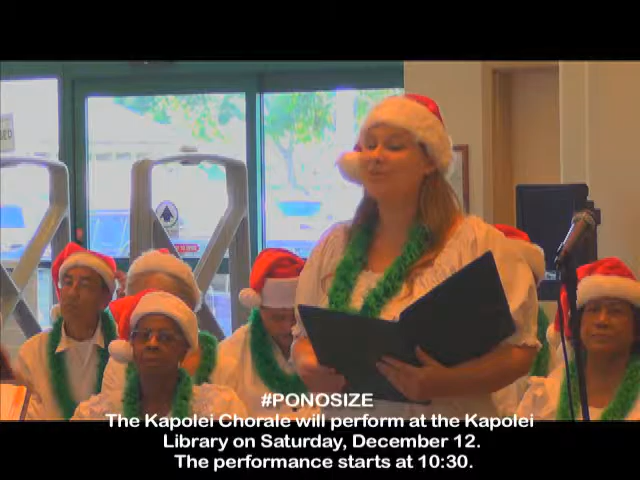 #PONOSIZE
The Kapolei Chorale will perform at the Kapolei
Library on Saturday, December 12.
The performance starts at 10:30.